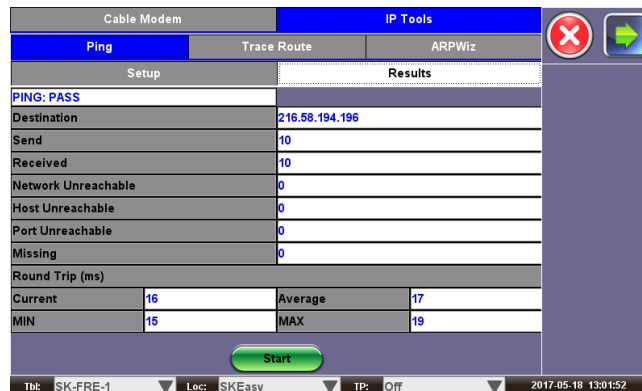 Cable Modem IP Tools
Ping Trace Route ARPWiz
Setup Results
PING: PASS
Destination 216.58.194.196
Send 10
Received 10
Network Unreachable 0
Host Unreachable 0
Port Unreachable 0
Missing 0
Round Trip (ms)
Current 16 Average 17
MIN 15 MAX 19
Start
Tbl: SK-FRE-1 Loc: SKEasy TP: Off 2017-05-18 13:01:52